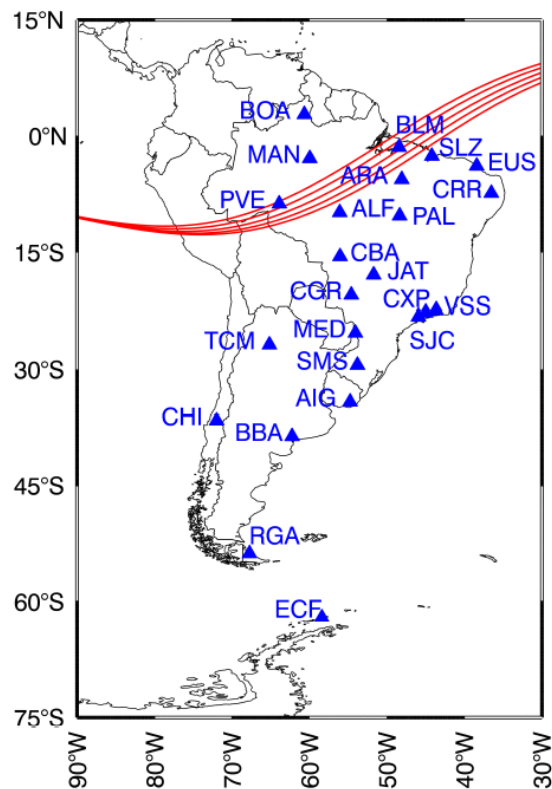 15°N
BOA
BLM
0°N
MAN
SLZ
EUS
ARA
CRR
PVE
ALF
PAL
15°S
CBA
JAT
CGR
CXP
VSS
TCM
MED
SJC
30°S
SMS
AIG
CHI
BBA
45°S
RGA
60°S
ECF
75°S
90°W
80°W
70°W
60°W
50°W
40°W
30°W